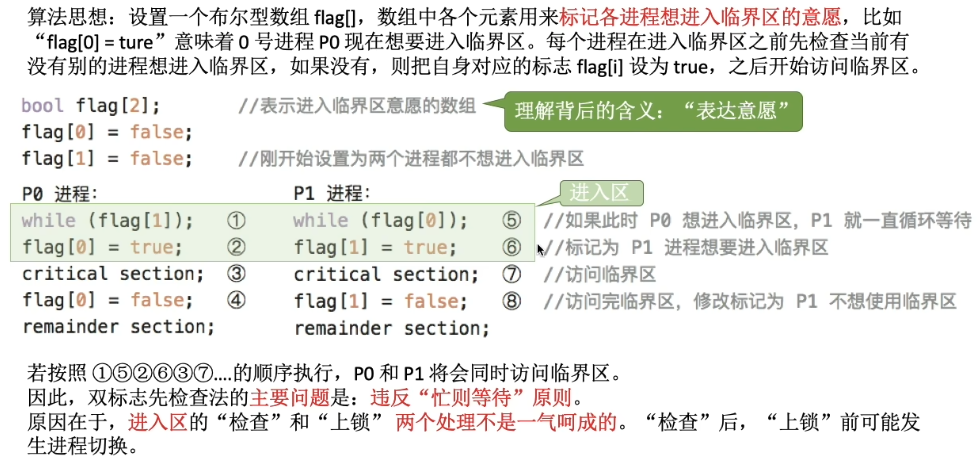 算法思想：设置一个布尔型数组 flag[]，数组中各个元素用来标记各进程想进入临界区的意愿，比如
“flag[0] = ture”意味着 0 号进程 P0 现在想要进入临界区。每个进程在进入临界区之前先检查当前有
没有别的进程想进入临界区，如果没有，则把自身对应的标志 flag[i] 设为 true，之后开始访问临界区。
bool flag[2]; //表示进入临界区意愿的数组
理解背后的含义：“表达意愿”
flag[0] = false;
flag[1] = false; //刚开始设置为两个进程都不想进入临界区
P0 进程： P1 进程： 进入区
while (flag[1]); ① while (flag[0]); ⑤ //如果此时 P0 想进入临界区，P1 就一直循环等待
flag[0] = true; ② flag[1] = true; ⑥ //标记为 P1 进程想要进入临界区
critical section; ③ critical section; ⑦ //访问临界区
flag[0] = false; ④ flag[1] = false; ⑧ //访问完临界区，修改标记为 P1 不想使用临界区
remainder section; remainder section;
若按照 ①⑤②⑥③⑦....的顺序执行，P0 和 P1 将会同时访问临界区。
因此，双标志先检查法的主要问题是：违反“忙则等待”原则。
原因在于，进入区的“检查”和“上锁” 两个处理不是一气呵成的。“检查”后，“上锁”前可能发
生进程切换。